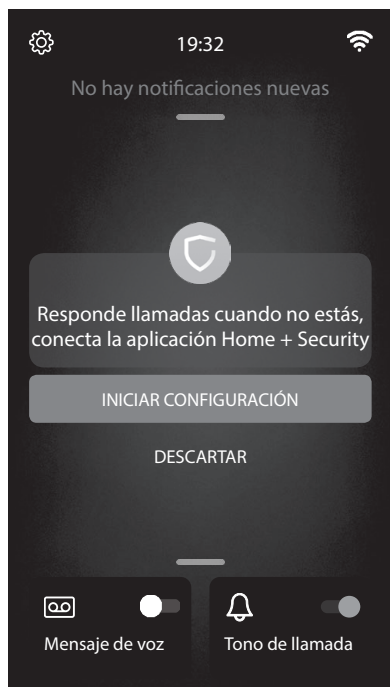 19:32
No hay notificaciones nuevas
Responde llamadas cuando no estás,
conecta la aplicación Home + Security
INICIAR CONFIGURACIÓN
DESCARTAR
Mensaje de voz
Tono de llamada